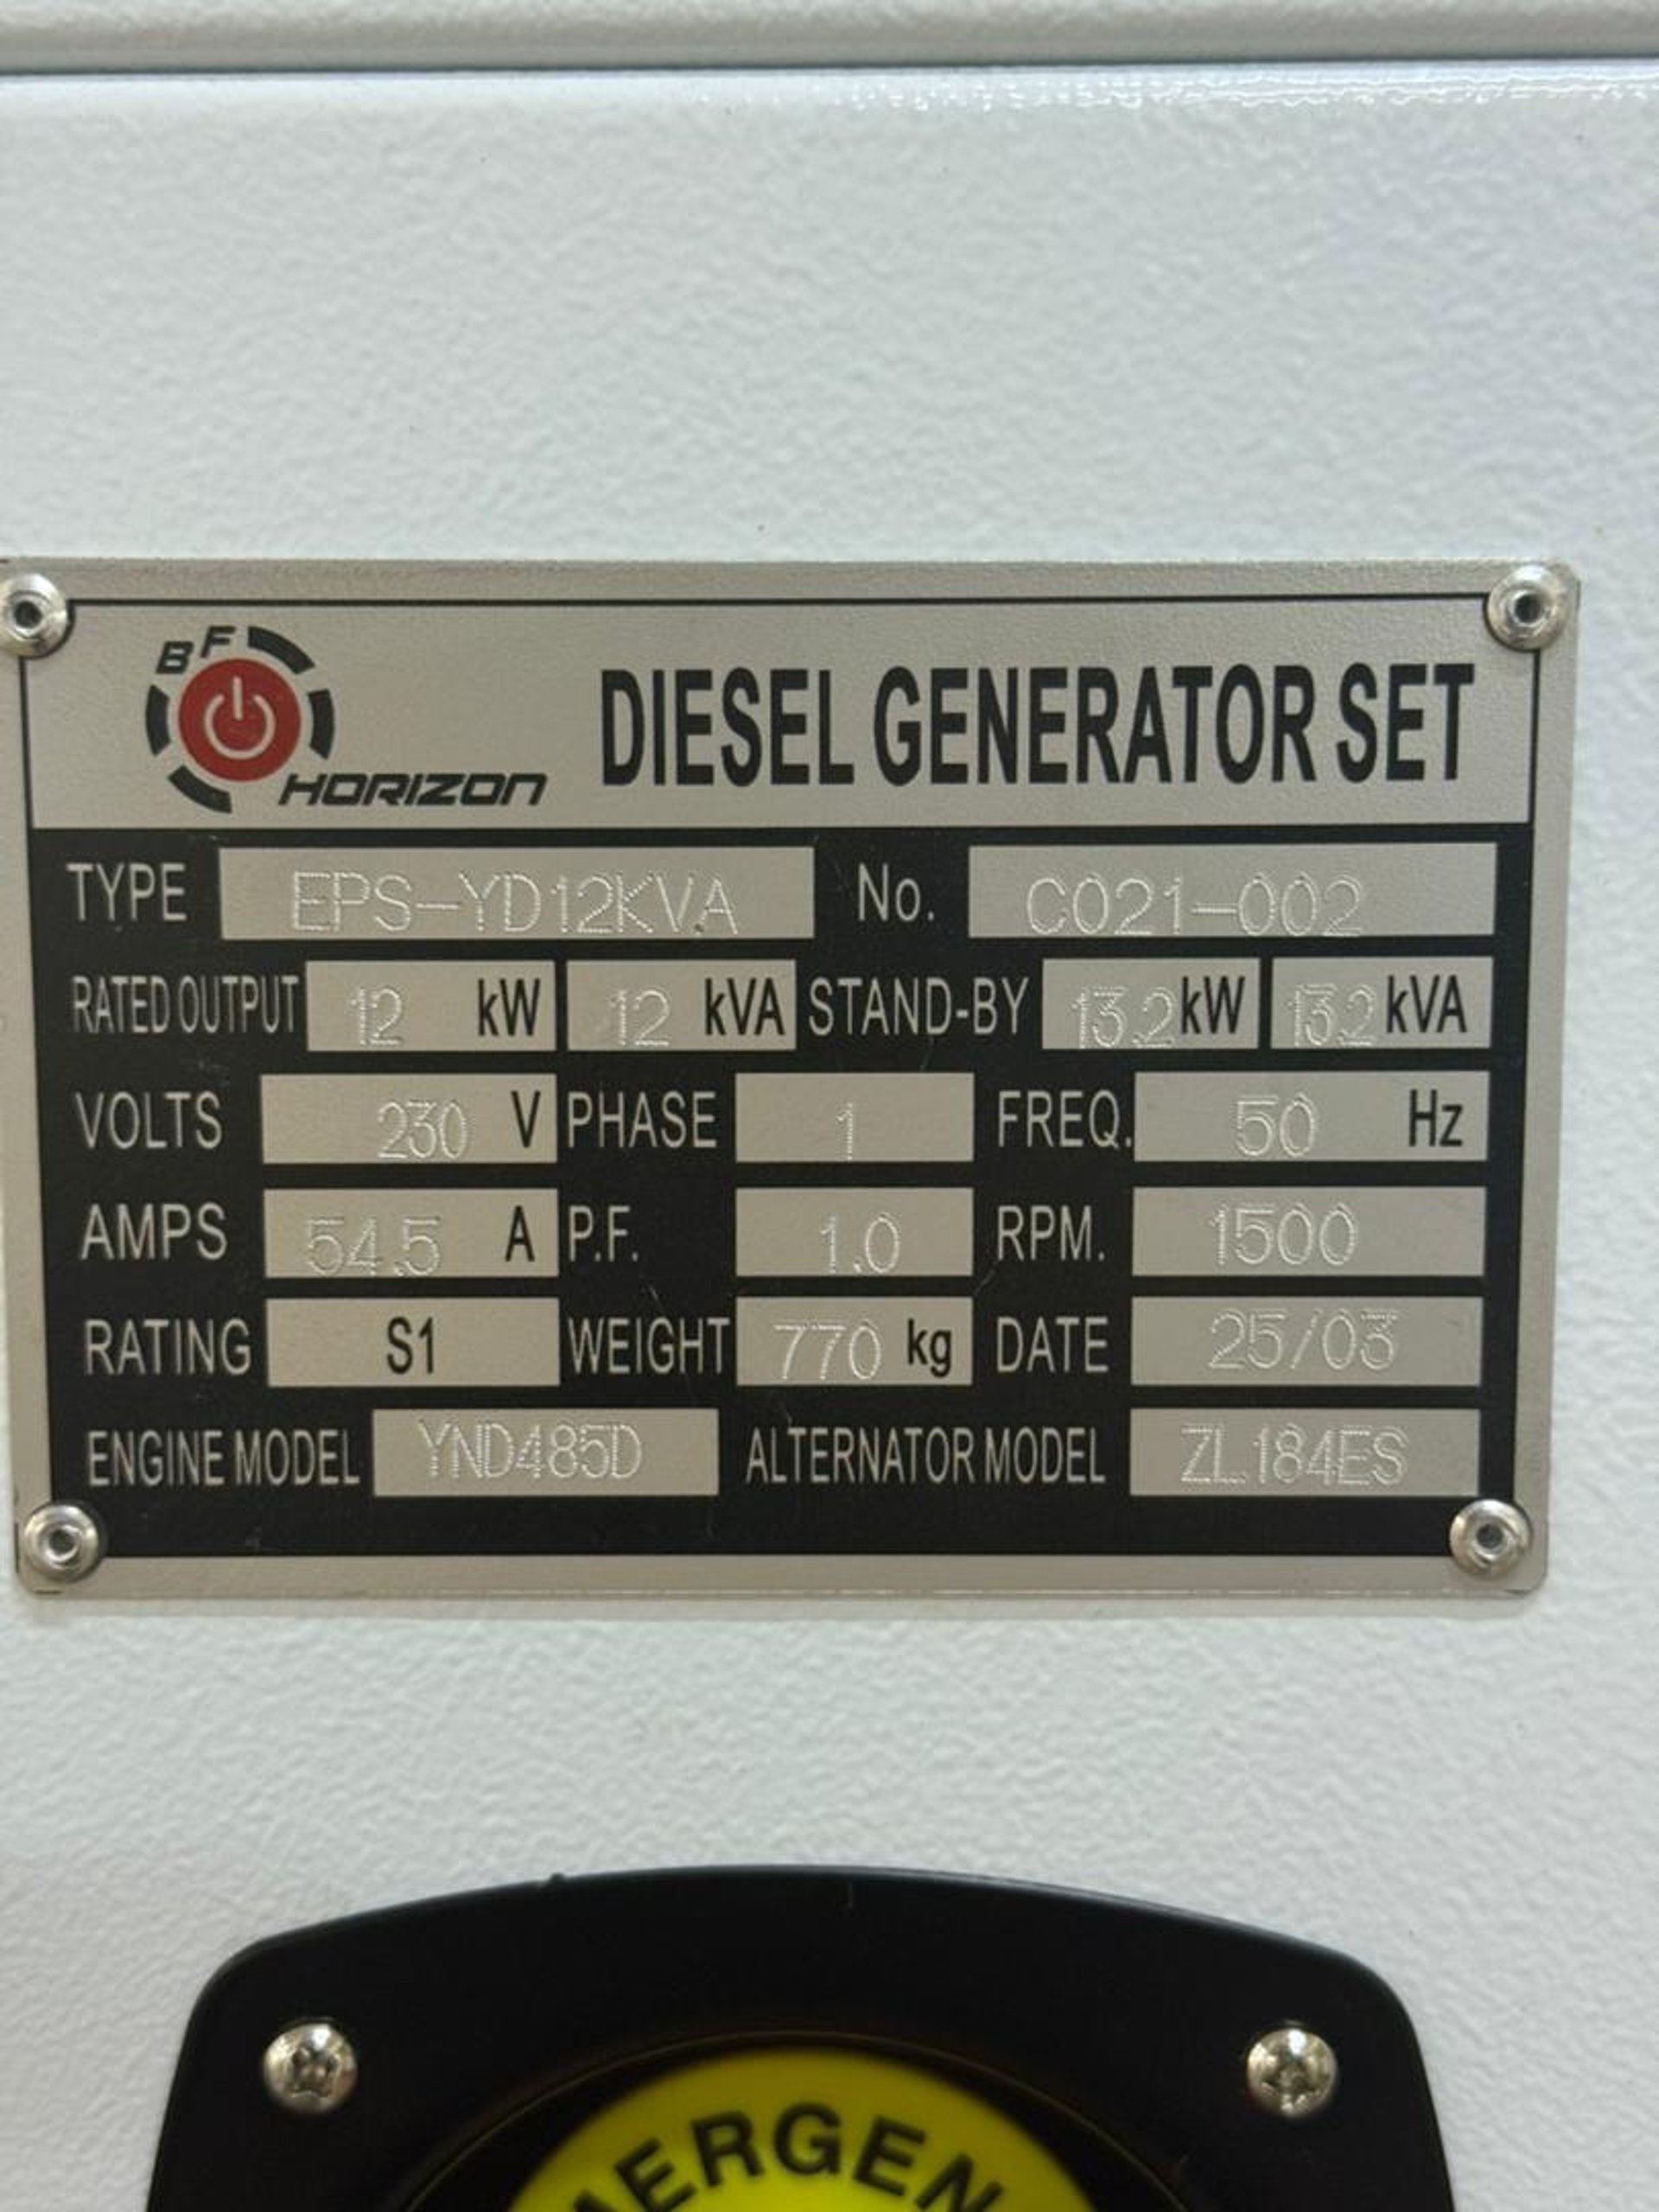 BF
HORIZON
DIESEL GENERATOR SET
TYPE EPS-YD12KVA No. C021-002
RATED OUTPUT 12 kW 12 kVA STAND-BY 13.2 kW 13.2 kVA
VOLTS 230 V PHASE 1 FREQ. 50 Hz
AMPS 54.5 A P.F. 1.0 RPM. 1500
RATING S1 WEIGHT 770 kg DATE 25/03
ENGINE MODEL YND485D ALTERNATOR MODEL ZL184ES